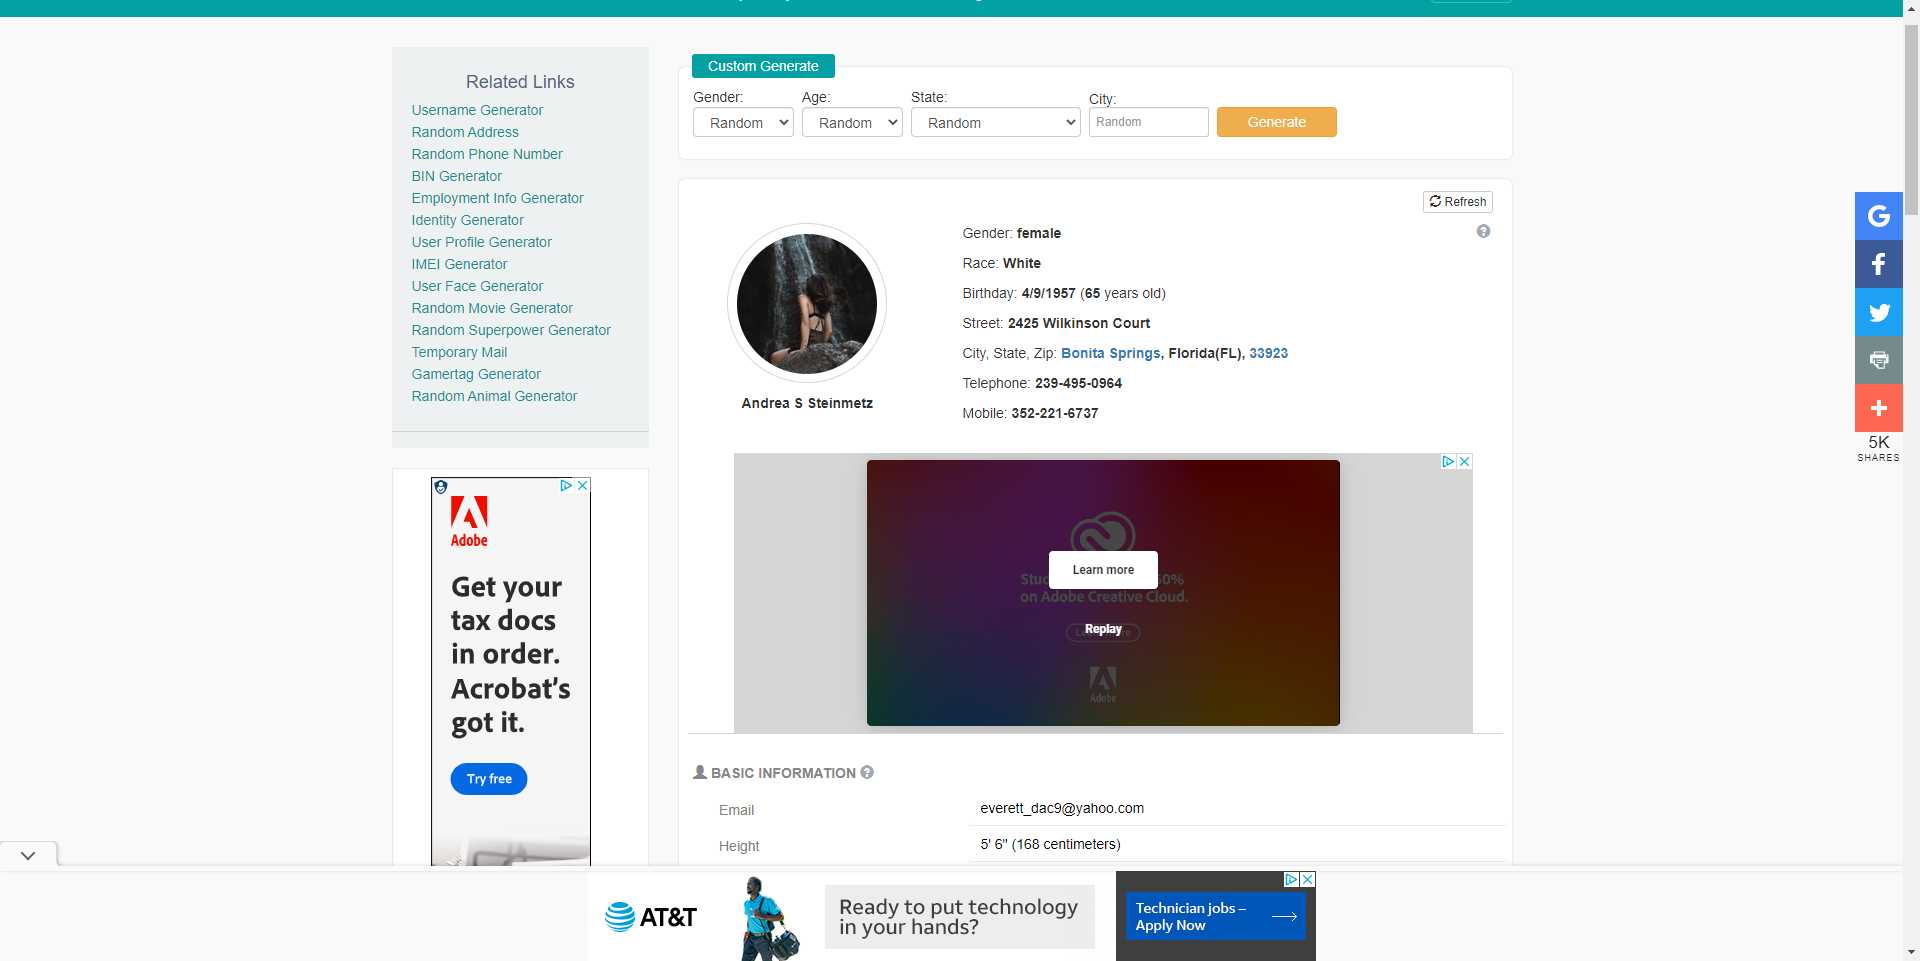 Related Links
Username Generator
Random Address
Random Phone Number
BIN Generator
Employment Info Generator
Identity Generator
User Profile Generator
IMEI Generator
User Face Generator
Random Movie Generator
Random Superpower Generator
Temporary Mail
Gamertag Generator
Random Animal Generator
Adobe
Get your
tax docs
in order.
Acrobat's
got it.
Try free
Custom Generate
Gender: Age: State: City:
Random Random Random Random Generate
Refresh
Andrea S Steinmetz
Gender: female
Race: White
Birthday: 4/9/1957 (65 years old)
Street: 2425 Wilkinson Court
City, State, Zip: Bonita Springs, Florida(FL), 33923
Telephone: 239-495-0964
Mobile: 352-221-6737
Learn more
on Adobe Creative Cloud.
Replay
Adobe
BASIC INFORMATION
Email everett_dac9@yahoo.com
Height 5' 6" (168 centimeters)
5K
SHARES
AT&T
Ready to put technology
in your hands?
Technician jobs –
Apply Now